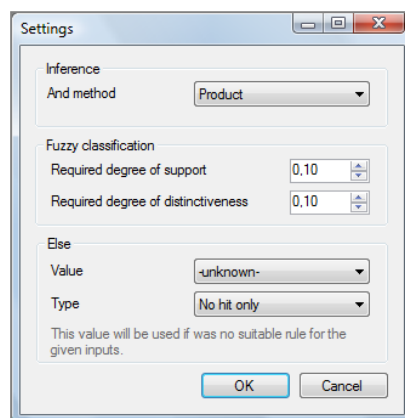 Settings
Inference
And method Product
Fuzzy classification
Required degree of support 0,10
Required degree of distinctiveness 0,10
Else
Value -unknown-
Type No hit only
This value will be used if was no suitable rule for the
given inputs.
OK Cancel